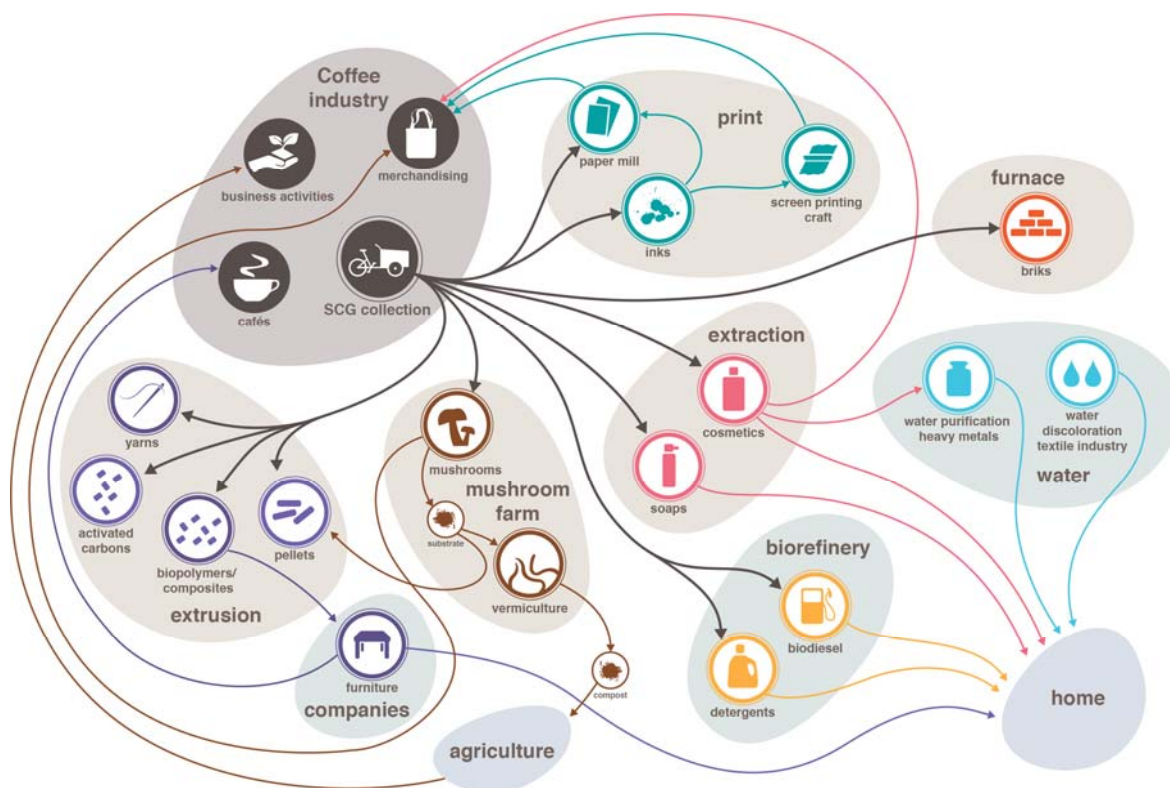 Coffee
industry
business activities
merchandising
cafés
SCG collection
paper mill
print
inks
screen printing
craft
furnace
briks
extraction
cosmetics
soaps
water purification
heavy metals
water
discoloration
textile industry
water
yarns
activated
carbons
biopolymers/
composites
pellets
extrusion
mushrooms
mushroom
farm
substrate
vermiculture
compost
furniture
companies
agriculture
biorefinery
biodiesel
detergents
home